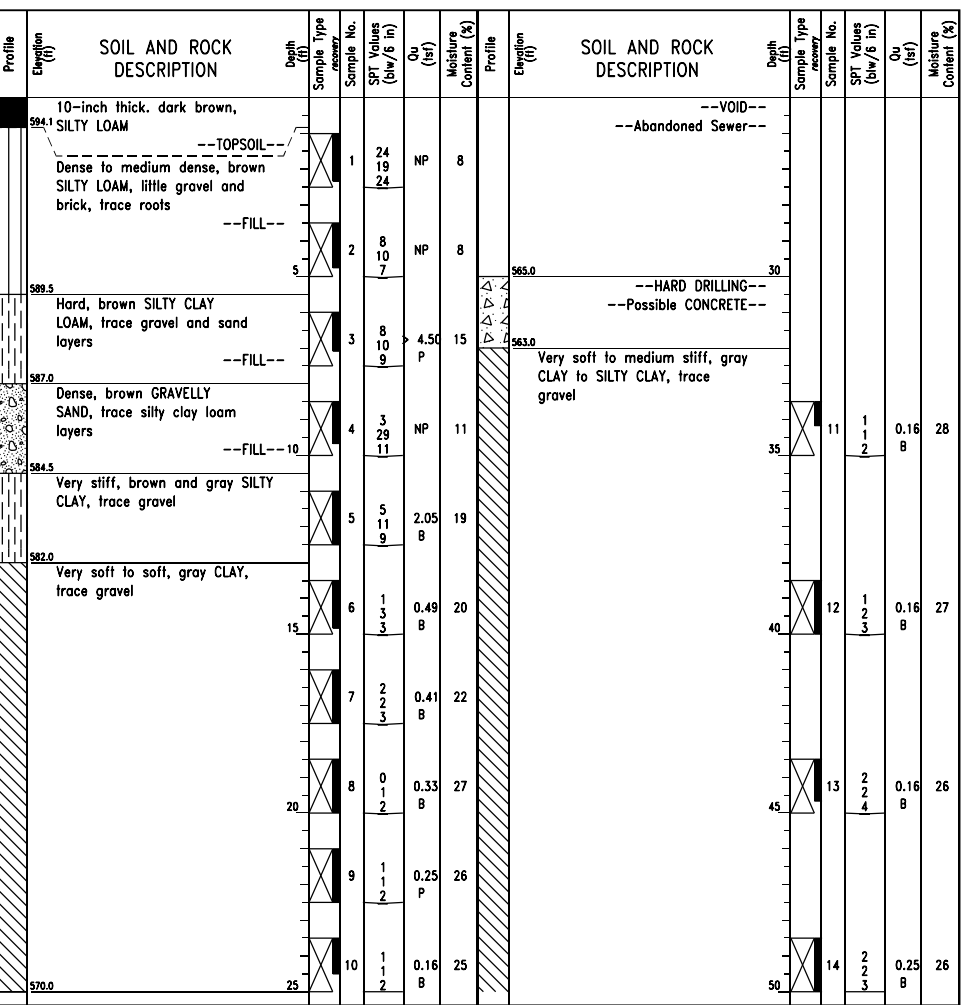 Profile
Elevation (ft)
SOIL AND ROCK DESCRIPTION
Depth (ft)
Sample Type recovery
Sample No.
SPT Values (blw/6 in)
Qu (tsf)
Moisture Content (%)
Profile
Elevation (ft)
SOIL AND ROCK DESCRIPTION
Depth (ft)
Sample Type recovery
Sample No.
SPT Values (blw/6 in)
Qu (tsf)
Moisture Content (%)
10-inch thick. dark brown,
594.1 SILTY LOAM
--TOPSOIL--
Dense to medium dense, brown
SILTY LOAM, little gravel and
brick, trace roots
1 24 19 24 NP 8
--FILL--
2 8 10 7 NP 8
5
589.5
Hard, brown SILTY CLAY
LOAM, trace gravel and sand
layers
3 8 10 9 > 4.50 P 15
--FILL--
587.0
Dense, brown GRAVELLY
SAND, trace silty clay loam
layers
4 3 29 11 NP 11
--FILL-- 10
584.5
Very stiff, brown and gray SILTY
CLAY, trace gravel
5 5 11 9 2.05 B 19
582.0
Very soft to soft, gray CLAY,
trace gravel
6 1 3 3 0.49 B 20
15
7 2 2 3 0.41 B 22
8 0 1 2 0.33 B 27
20
9 1 1 2 0.25 P 26
10 1 1 2 0.16 B 25
570.0 25
--VOID--
--Abandoned Sewer--
565.0 30
--HARD DRILLING--
--Possible CONCRETE--
563.0
Very soft to medium stiff, gray
CLAY to SILTY CLAY, trace
gravel
11 1 1 2 0.16 B 28
35
12 1 2 3 0.16 B 27
40
13 2 2 4 0.16 B 26
45
14 2 2 3 0.25 B 26
50